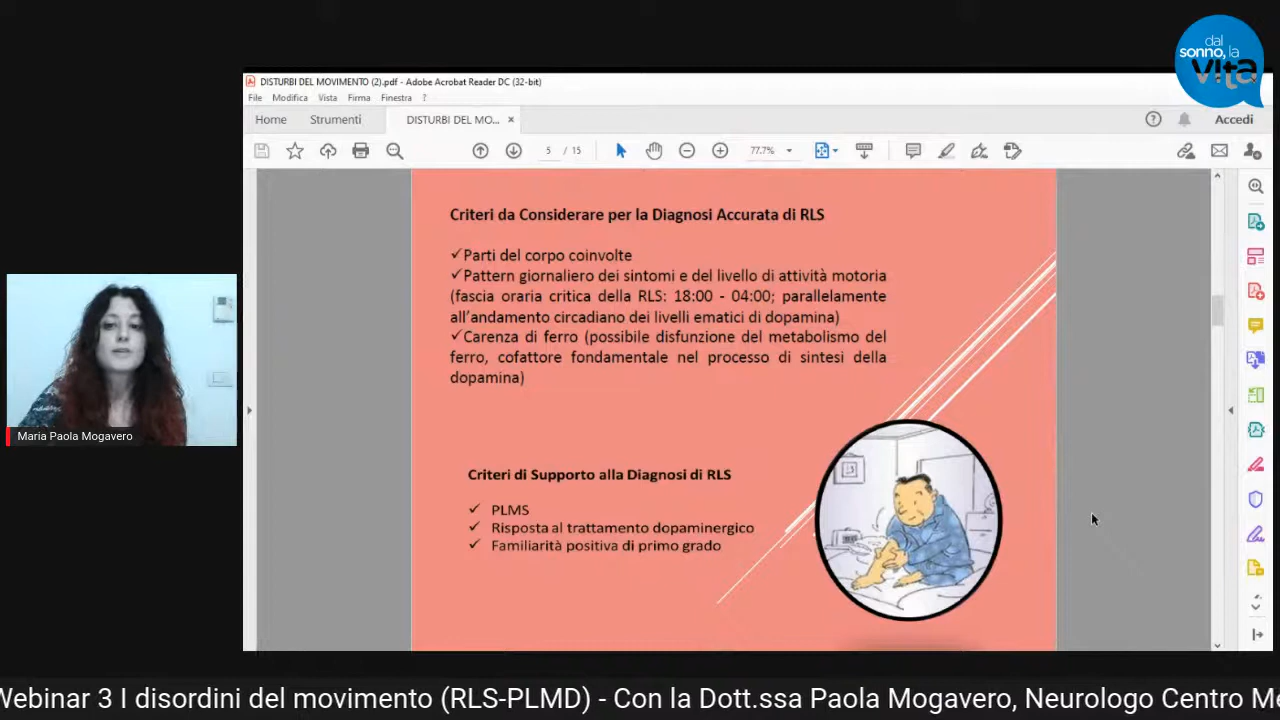 dal
sonno, la
vita
DISTURBI DEL MOVIMENTO (2).pdf - Adobe Acrobat Reader DC (32-bit)
File Modifica Vista Firma Finestra ?
Home Strumenti DISTURBI DEL MO... × Accedi
5 / 15 77.7%
Criteri da Considerare per la Diagnosi Accurata di RLS
✓Parti del corpo coinvolte
✓Pattern giornaliero dei sintomi e del livello di attività motoria
(fascia oraria critica della RLS: 18:00 - 04:00; parallelamente
all'andamento circadiano dei livelli ematici di dopamina)
✓Carenza di ferro (possibile disfunzione del metabolismo del
ferro, cofattore fondamentale nel processo di sintesi della
dopamina)
Criteri di Supporto alla Diagnosi di RLS
✓ PLMS
✓ Risposta al trattamento dopaminergico
✓ Familiarità positiva di primo grado
Maria Paola Mogavero
Webinar 3 I disordini del movimento (RLS-PLMD) - Con la Dott.ssa Paola Mogavero, Neurologo Centro Me